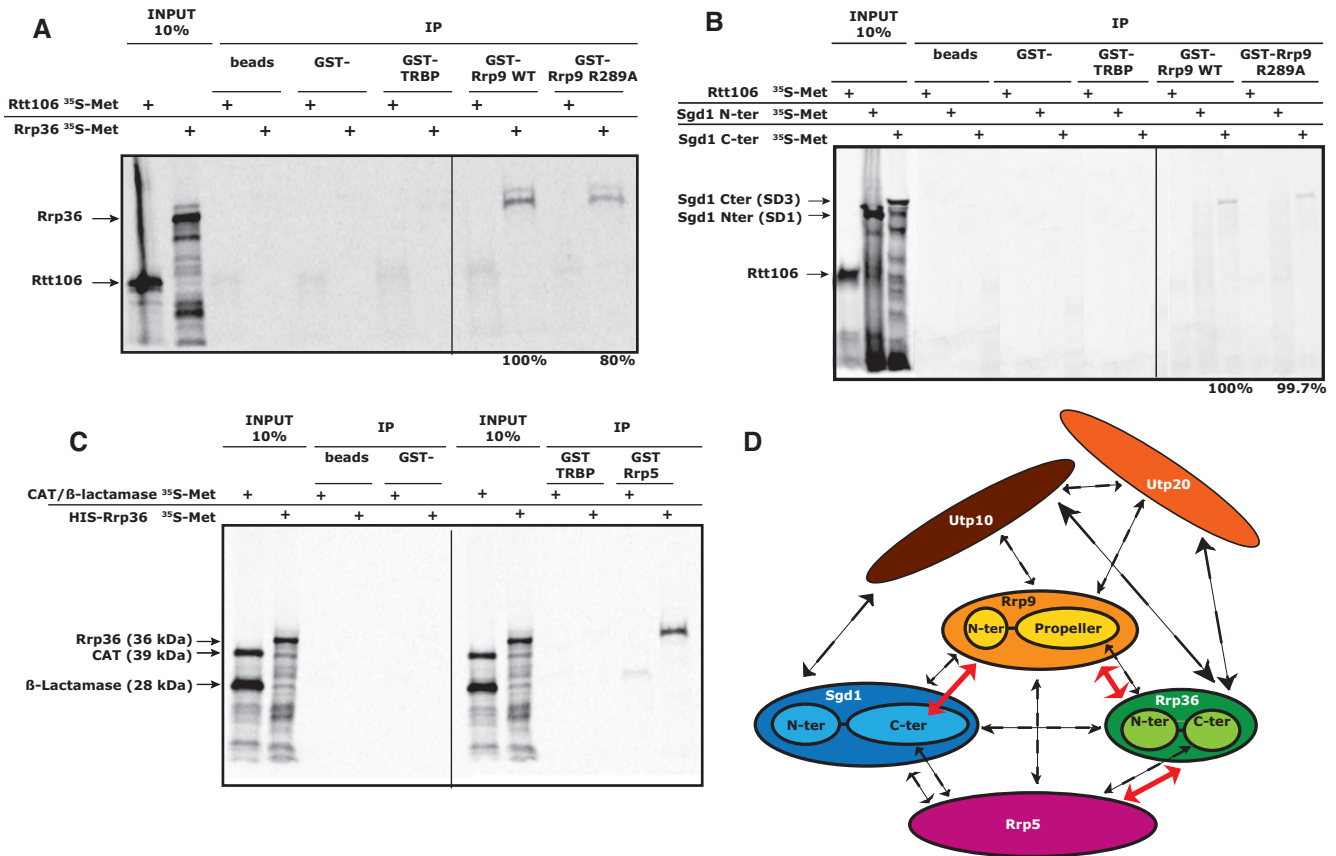 A
INPUT
10%
IP
beads
GST-
GST-
TRBP
GST-
Rrp9 WT
GST-
Rrp9 R289A
Rtt106 ³⁵S-Met + + + + + +
Rrp36 ³⁵S-Met + + + + + +
Rrp36
Rtt106
100% 80%
B
INPUT
10%
IP
beads
GST-
GST-
TRBP
GST-
Rrp9 WT
GST-Rrp9
R289A
Rtt106 ³⁵S-Met + + + + + +
Sgd1 N-ter ³⁵S-Met + + + + + +
Sgd1 C-ter ³⁵S-Met + + + + + +
Sgd1 Cter (SD3)
Sgd1 Nter (SD1)
Rtt106
100% 99.7%
C
INPUT
10%
IP
beads
GST-
INPUT
10%
IP
GST
TRBP
GST
Rrp5
CAT/ß-lactamase ³⁵S-Met + + + + + +
HIS-Rrp36 ³⁵S-Met + + + + + +
Rrp36 (36 kDa)
CAT (39 kDa)
ß-Lactamase (28 kDa)
D
Utp20
Utp10
Rrp9
N-ter Propeller
Sgd1
N-ter C-ter
Rrp36
N-ter C-ter
Rrp5